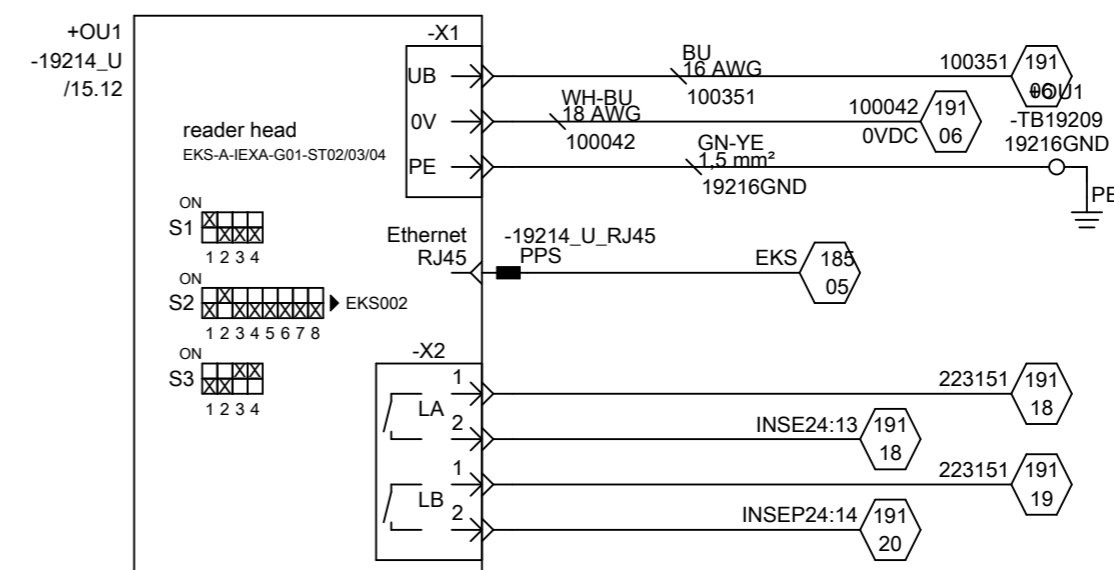 +OU1
-19214_U
/15.12
-X1
UB
BU
16 AWG
100351
100351
191
06
0V
WH-BU
18 AWG
100042
100042
0VDC
191
06
+OU1
-TB19209
19216GND
PE
GN-YE
1,5 mm²
19216GND
PE
reader head
EKS-A-IEXA-G01-ST02/03/04
ON
S1
1 2 3 4
Ethernet
RJ45
-19214_U_RJ45
PPS
EKS
185
05
ON
S2
EKS002
1 2 3 4 5 6 7 8
ON
S3
1 2 3 4
-X2
LA
1
223151
191
18
2
INSE24:13
191
18
LB
1
223151
191
19
2
INSEP24:14
191
20